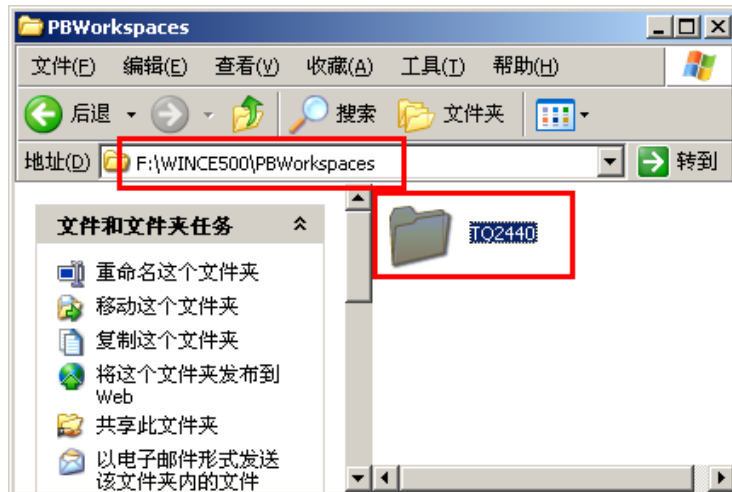 PBWorkspaces
文件(F) 编辑(E) 查看(V) 收藏(A) 工具(T) 帮助(H)
后退 搜索 文件夹
地址(D) F:\WINCE500\PBWorkspaces 转到
文件和文件夹任务
TQ2440
重命名这个文件夹
移动这个文件夹
复制这个文件夹
将这个文件夹发布到
Web
共享此文件夹
以电子邮件形式发送
该文件夹内的文件